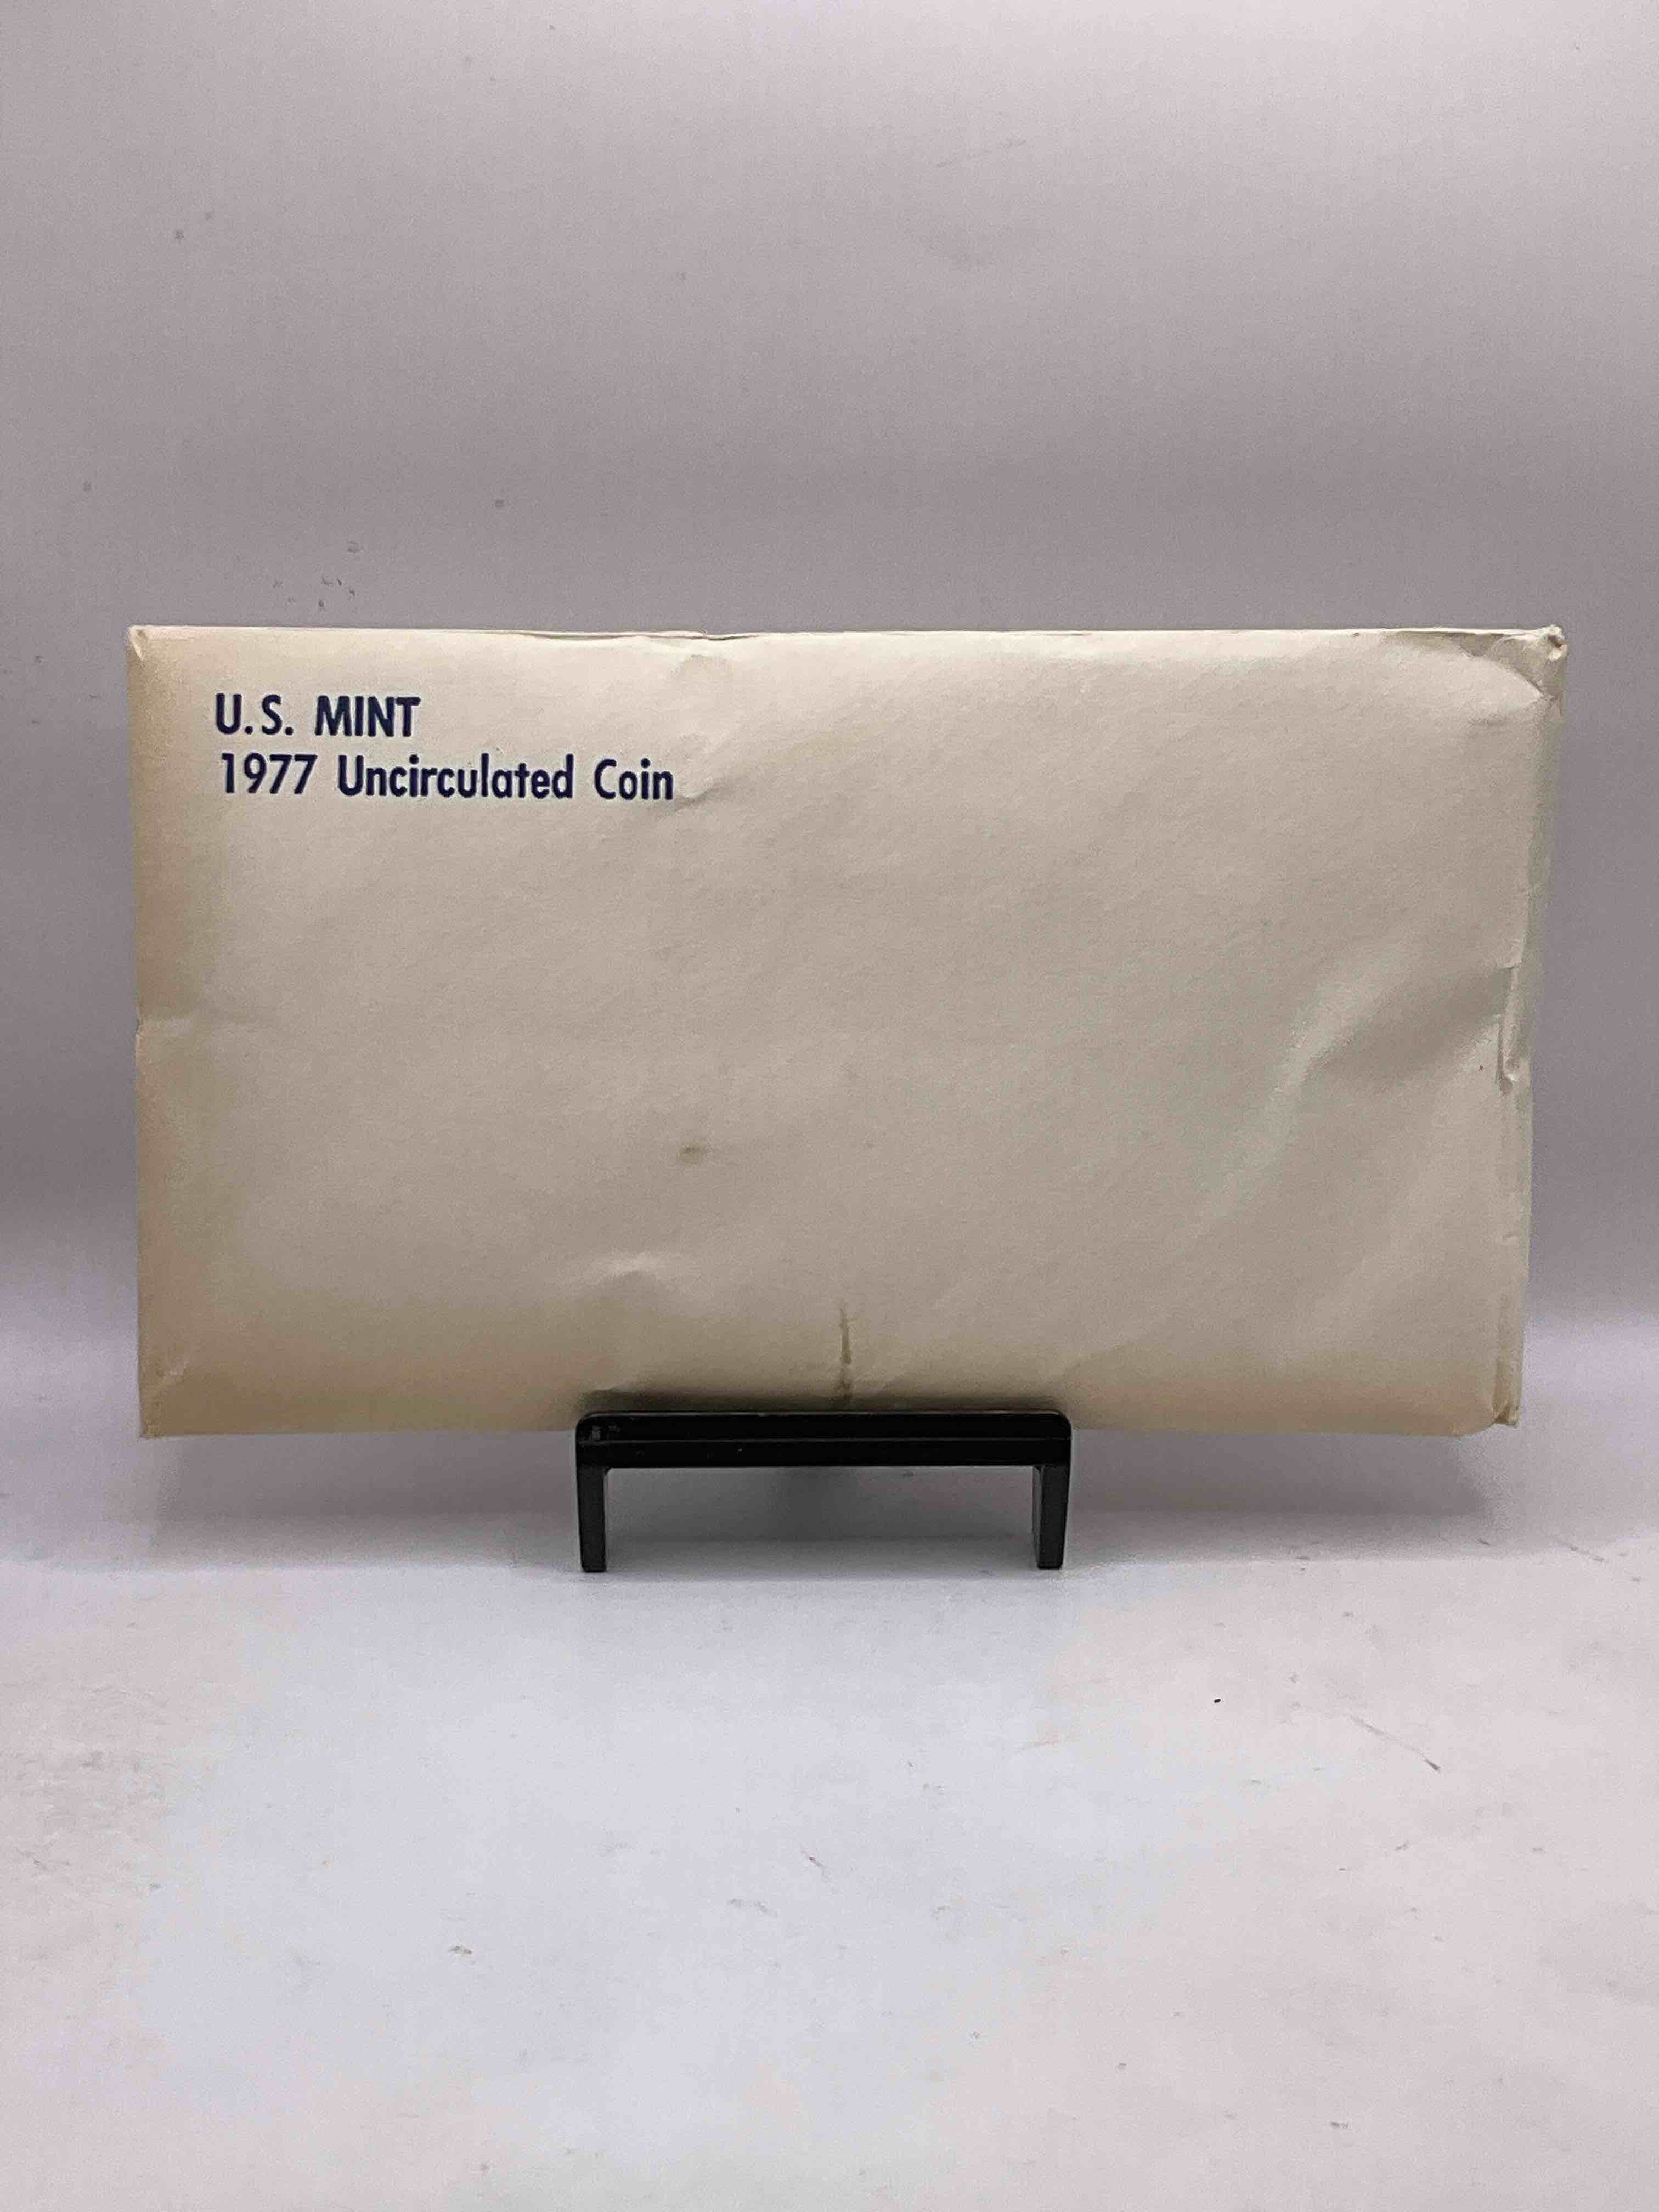 U.S. MINT
1977 Uncirculated Coin